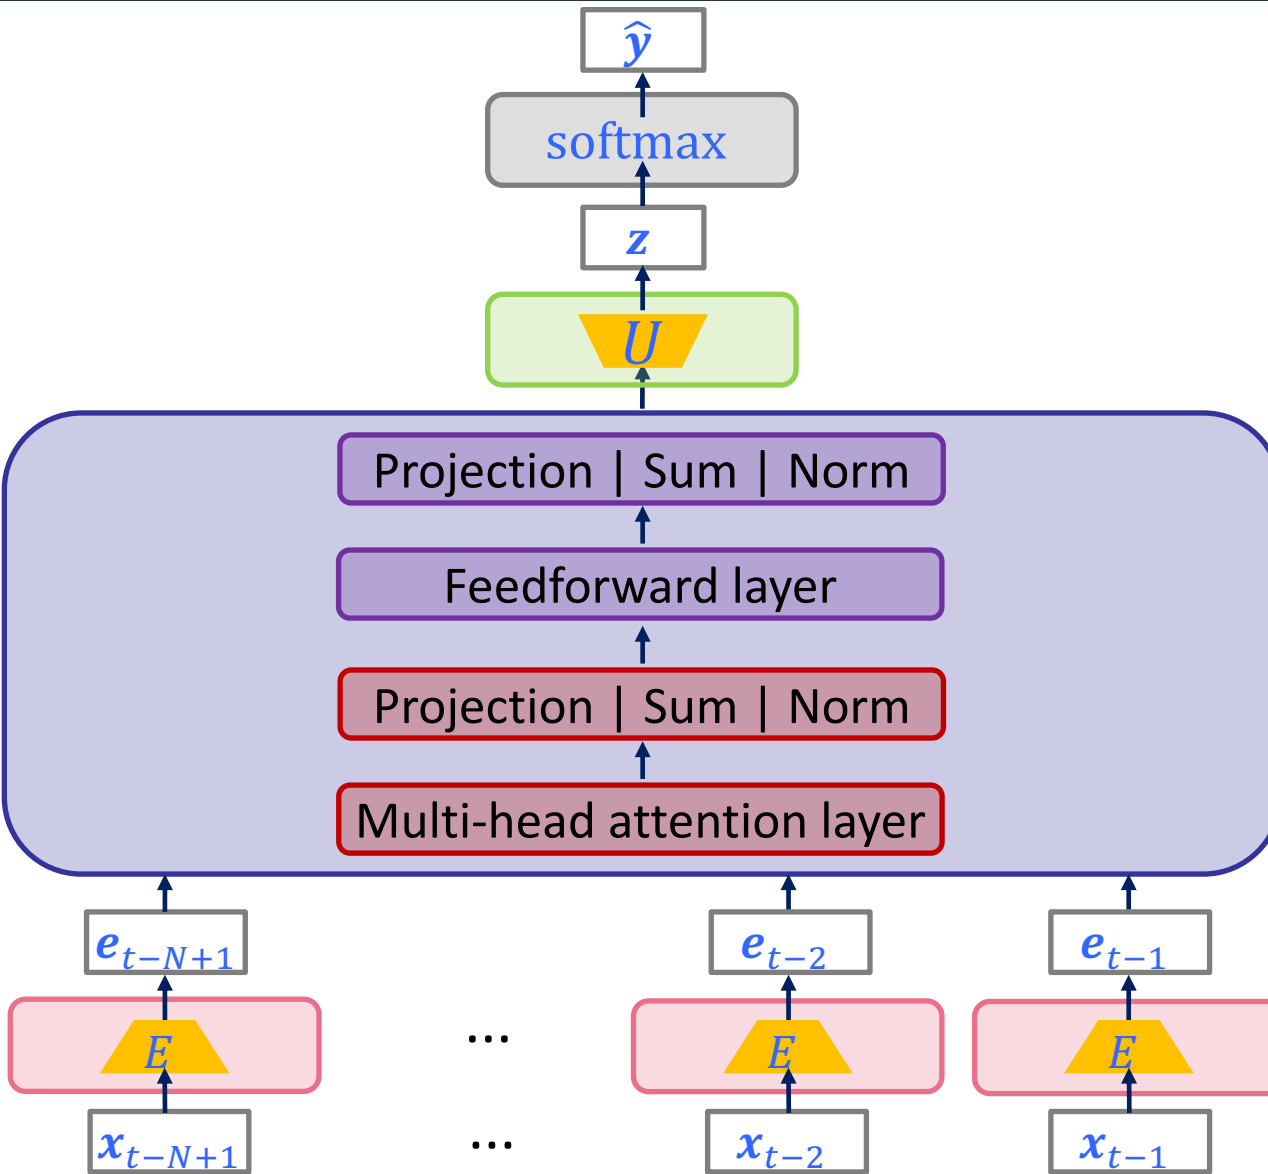 ŷ
softmax
z
U
Projection | Sum | Norm
Feedforward layer
Projection | Sum | Norm
Multi-head attention layer
e_{t−N+1} e_{t−2} e_{t−1}
E ... E E
x_{t−N+1} ... x_{t−2} x_{t−1}